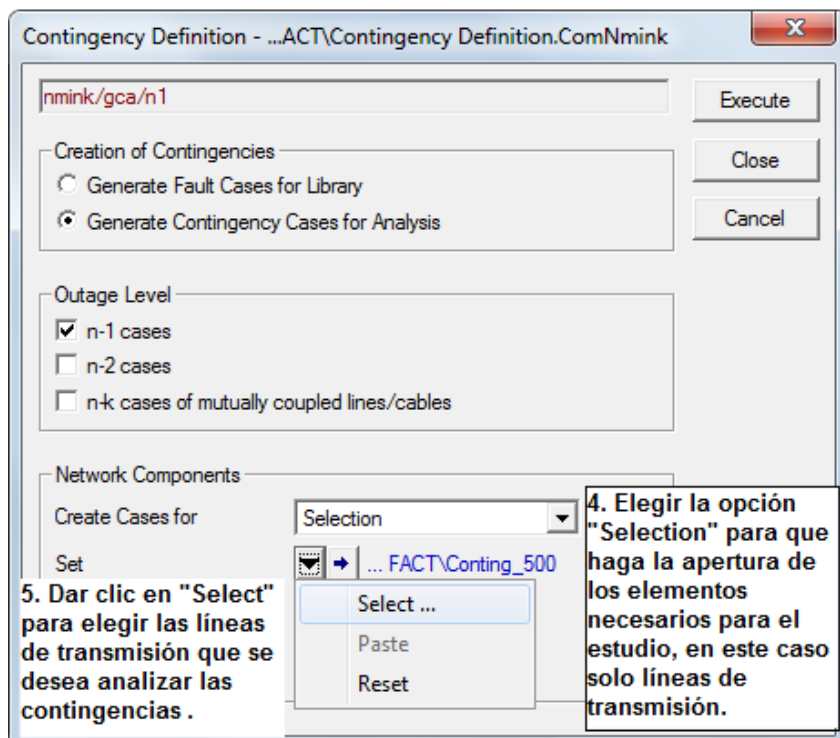 Contingency Definition - ...ACT\Contingency Definition.ComNmink
x
nmink/gca/n1
Execute
Close
Cancel
Creation of Contingencies
Generate Fault Cases for Library
Generate Contingency Cases for Analysis
Outage Level
n-1 cases
n-2 cases
n-k cases of mutually coupled lines/cables
Network Components
Create Cases for
Selection
Set
... FACT\Conting_500
Select ...
Paste
Reset
4. Elegir la opción
"Selection" para que
haga la apertura de
los elementos
necesarios para el
estudio, en este caso
solo líneas de
transmisión.
5. Dar clic en "Select"
para elegir las líneas
de transmisión que se
desea analizar las
contingencias .